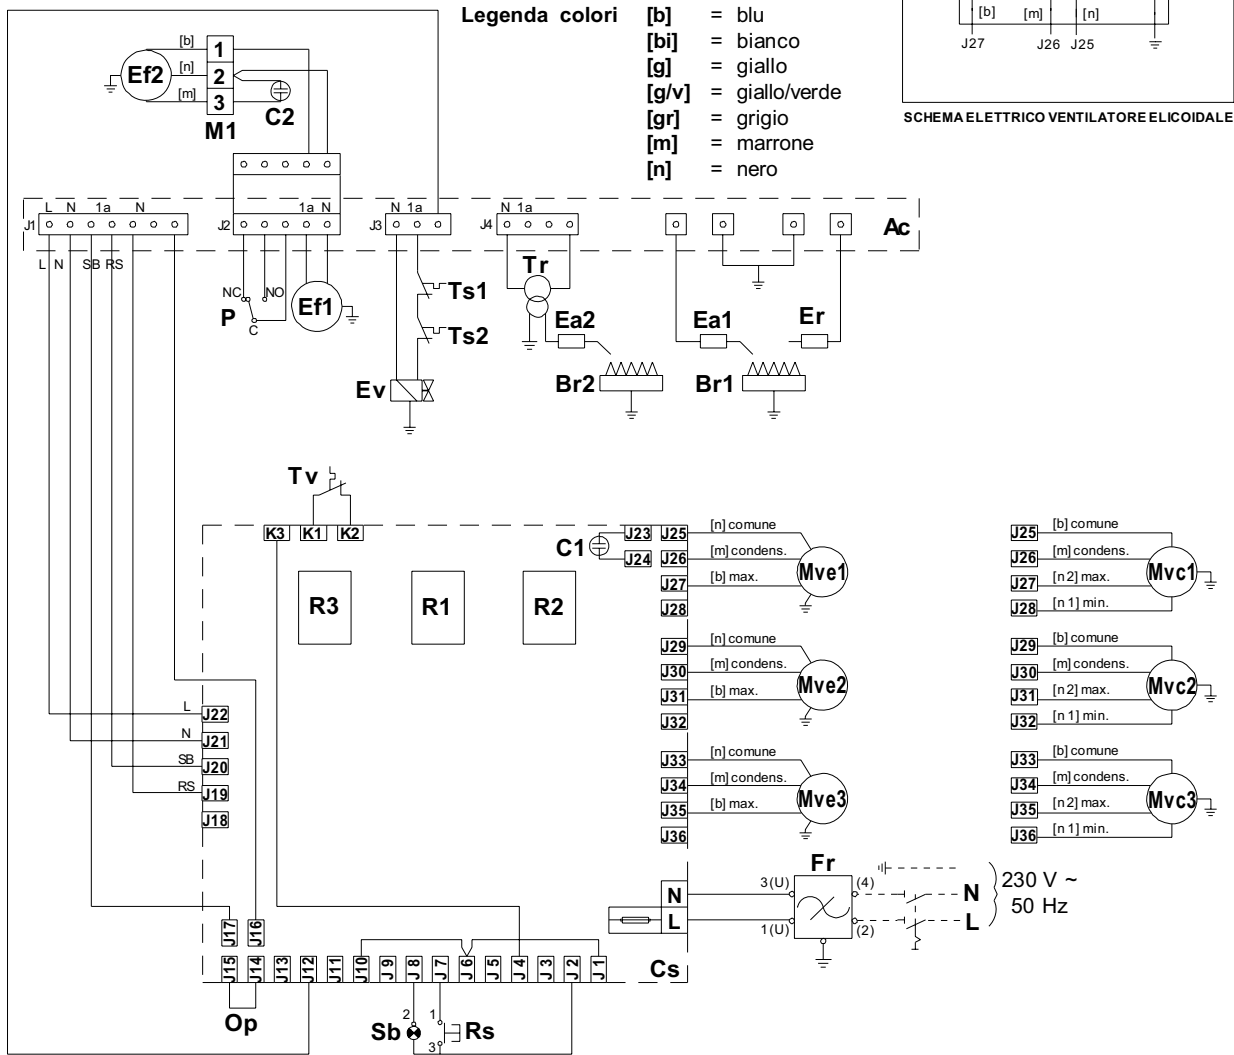 Legenda colori [b] = blu
[bi] = bianco
[g] = giallo
[g/v] = giallo/verde
[gr] = grigio
[m] = marrone
[n] = nero
[b] [m] [n]
J27 J26 J25
SCHEMA ELETTRICO VENTILATORE ELICOIDALE
[b] 1
Ef2 [n] 2
[m] 3
M1 C2
L N 1a N
J1
J2 1a N
J3 N 1a
J4 N 1a
Ac
L N SB RS
NC NO
P C
Ef1
Ts1
Ts2
Ev
Tr
Ea2
Br2
Ea1
Br1
Er
Tv
K3 K1 K2
C1
J23 J25 [n] comune
J24 J26 [m] condens.
J27 [b] max.
J28
Mve1
J29 [n] comune
J30 [m] condens.
J31 [b] max.
J32
Mve2
J33 [n] comune
J34 [m] condens.
J35 [b] max.
J36
Mve3
J25 [b] comune
J26 [m] condens.
J27 [n 2] max.
J28 [n 1] min.
Mvc1
J29 [b] comune
J30 [m] condens.
J31 [n 2] max.
J32 [n 1] min.
Mvc2
J33 [b] comune
J34 [m] condens.
J35 [n 2] max.
J36 [n 1] min.
Mvc3
R3 R1 R2
L J22
N J21
SB J20
RS J19
J18
N
L
3 (U) Fr (4)
1 (U) (2)
N
L
230 V ~
50 Hz
J17 J16
J15 J14 J13 J12 J11 J10 J9 J8 J7 J6 J5 J4 J3 J2 J1
Cs
Op
2 1
Sb Rs
3